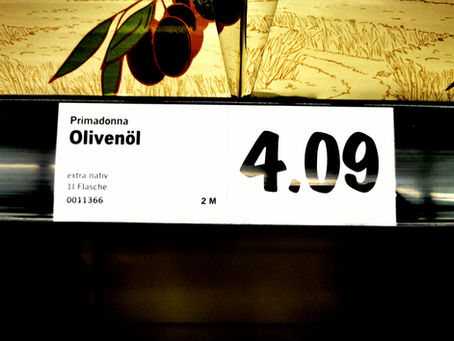 Primadonna
Olivenöl
4.09
extra nativ
1l Flasche
0011366 2 M